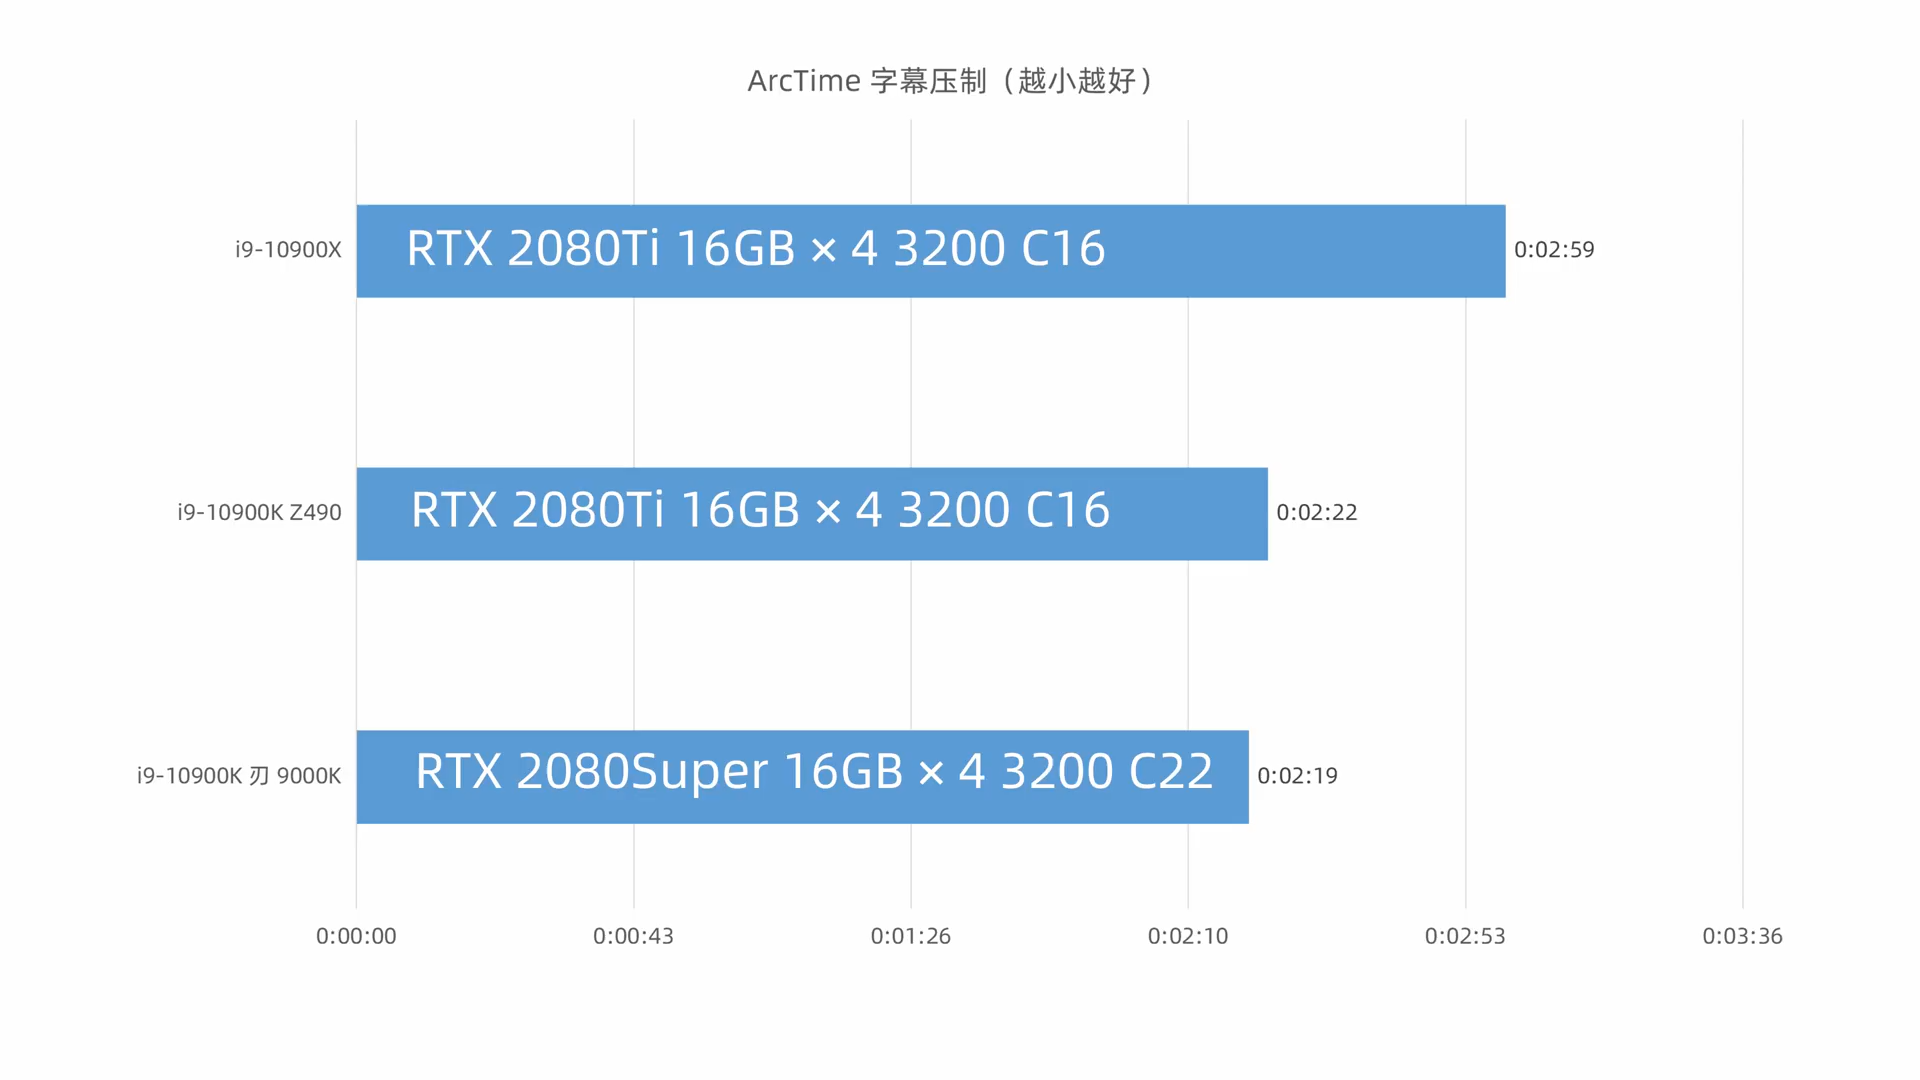 ArcTime 字幕压制（越小越好）
i9-10900X
RTX 2080Ti 16GB × 4 3200 C16
0:02:59
i9-10900K Z490
RTX 2080Ti 16GB × 4 3200 C16
0:02:22
i9-10900K 刃 9000K
RTX 2080Super 16GB × 4 3200 C22
0:02:19
0:00:00 0:00:43 0:01:26 0:02:10 0:02:53 0:03:36